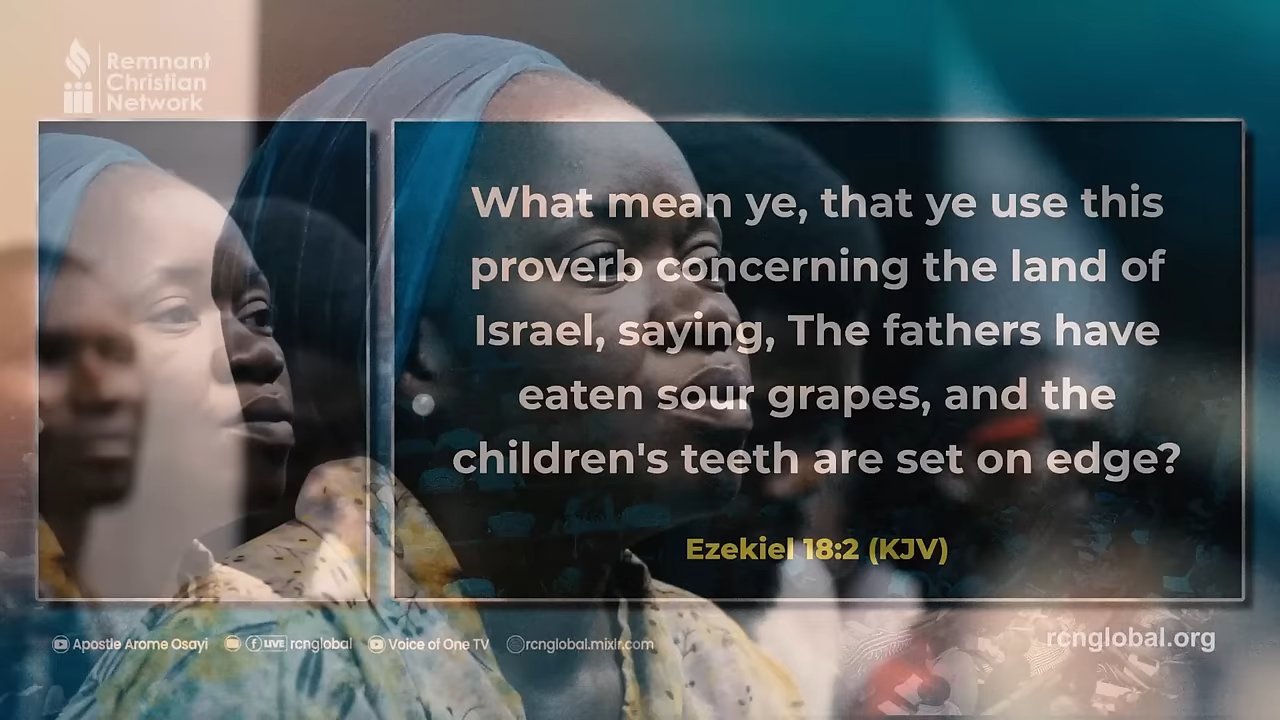 Remnant
Christian
Network
What mean ye, that ye use this
proverb concerning the land of
Israel, saying, The fathers have
eaten sour grapes, and the
children's teeth are set on edge?
Ezekiel 18:2 (KJV)
Apostle Arome Osayi f LIVE rcnglobal Voice of One TV rcnglobal.mixlr.com
rcnglobal.org